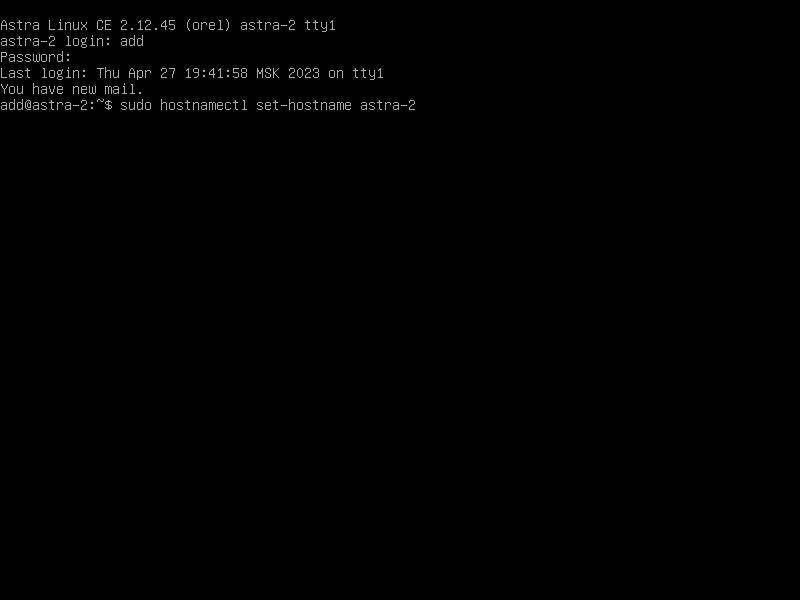 Astra Linux CE 2.12.45 (orel) astra-2 tty1
astra-2 login: add
Password:
Last login: Thu Apr 27 19:41:58 MSK 2023 on tty1
You have new mail.
add@astra-2:~$ sudo hostnamectl set-hostname astra-2